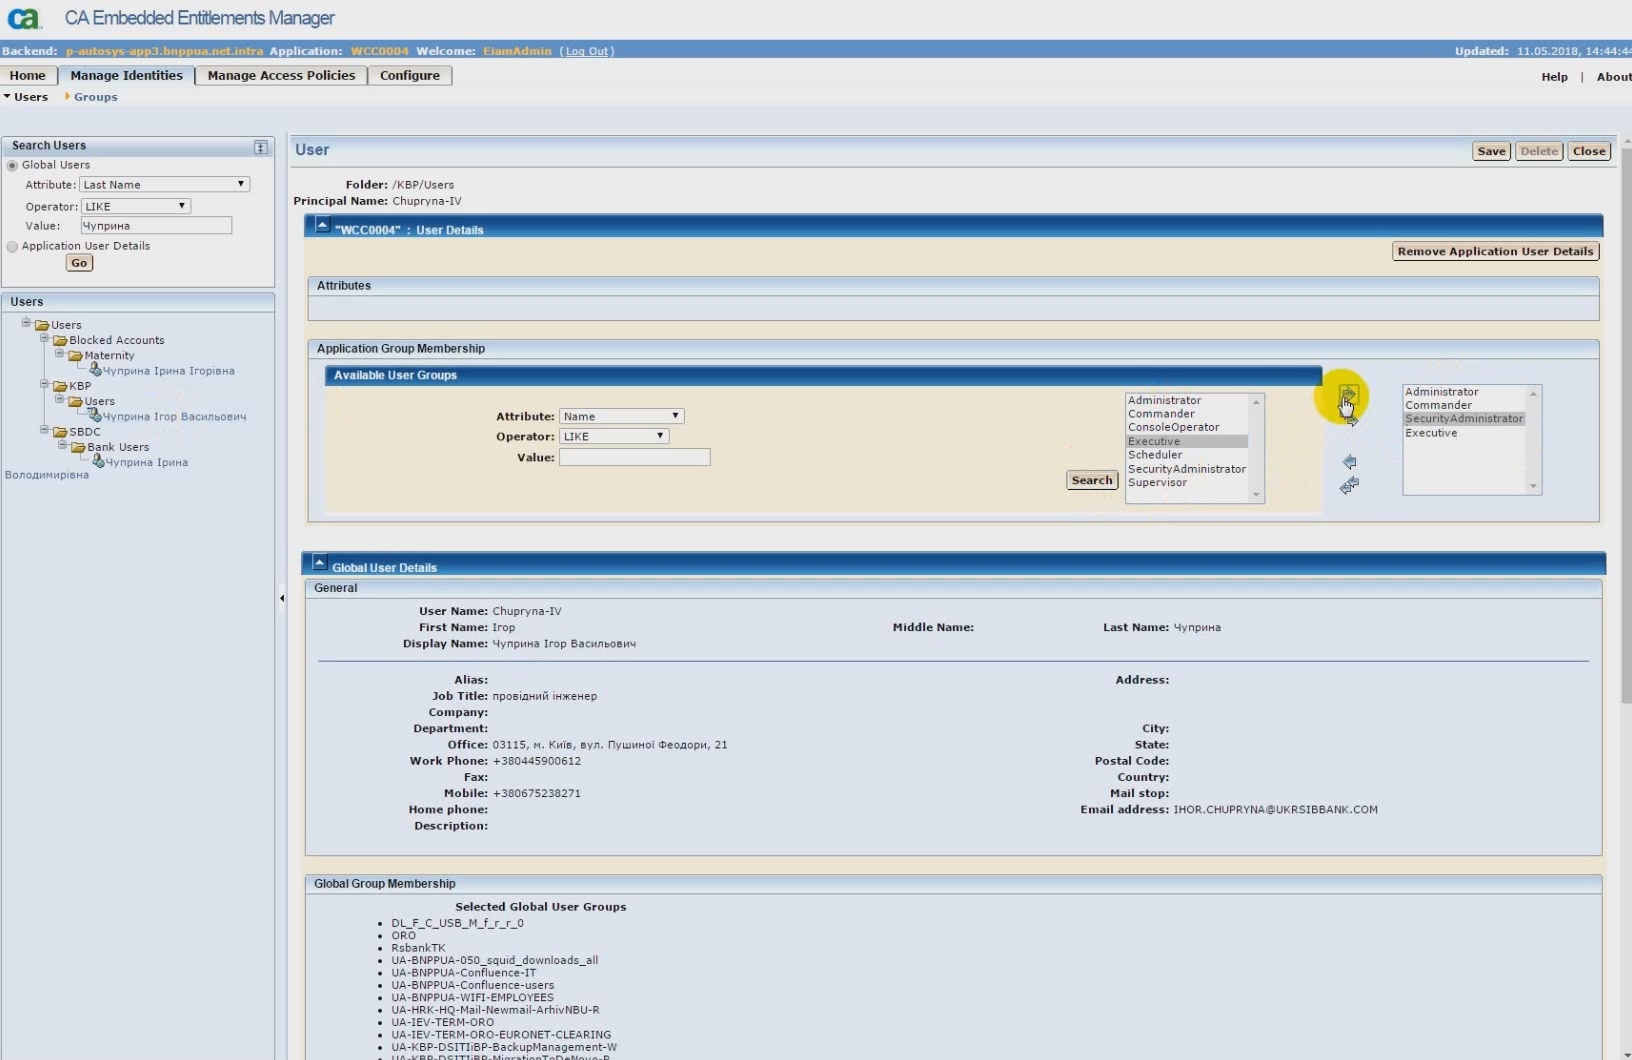 ca CA Embedded Entitlements Manager
Backend: p-autosys-app3.bnppua.net.intra Application: WCC0004 Welcome: EiamAdmin (Log Out) Updated: 11.05.2018, 14:44:44
Home Manage Identities Manage Access Policies Configure Help | About
Users Groups
Search Users
Global Users
Attribute: Last Name
Operator: LIKE
Value: Чуприна
Application User Details
Go
Users
Users
Blocked Accounts
Maternity
Чуприна Ірина Ігорівна
KBP
Users
Чуприна Ігор Васильович
SBDC
Bank Users
Чуприна Ірина
Володимирівна
User
Save Delete Close
Folder: /KBP/Users
Principal Name: Chupryna-IV
"WCC0004" : User Details
Remove Application User Details
Attributes
Application Group Membership
Available User Groups
Attribute: Name
Operator: LIKE
Value:
Search
Administrator
Commander
ConsoleOperator
Executive
Scheduler
SecurityAdministrator
Supervisor
Administrator
Commander
SecurityAdministrator
Executive
Global User Details
General
User Name: Chupryna-IV
First Name: Ігор Middle Name: Last Name: Чуприна
Display Name: Чуприна Ігор Васильович
Alias: Address:
Job Title: провідний інженер
Company:
Department: City:
Office: 03115, м. Київ, вул. Пушиної Феодори, 21 State:
Work Phone: +380445900612 Postal Code:
Fax: Country:
Mobile: +380675238271 Mail stop:
Home phone: Email address: IHOR.CHUPRYNA@UKRSIBBANK.COM
Description:
Global Group Membership
Selected Global User Groups
DL_F_C_USB_M_f_r_r_0
ORO
RsbankTK
UA-BNPPUA-050_squid_downloads_all
UA-BNPPUA-Confluence-IT
UA-BNPPUA-Confluence-users
UA-BNPPUA-WIFI-EMPLOYEES
UA-HRK-HQ-Mail-Newmail-ArhivNBU-R
UA-IEV-TERM-ORO
UA-IEV-TERM-ORO-EURONET-CLEARING
UA-KBP-DSITIiBP-BackupManagement-W
UA-KBP-DSITIiBP-MigrationToDeNovo-R